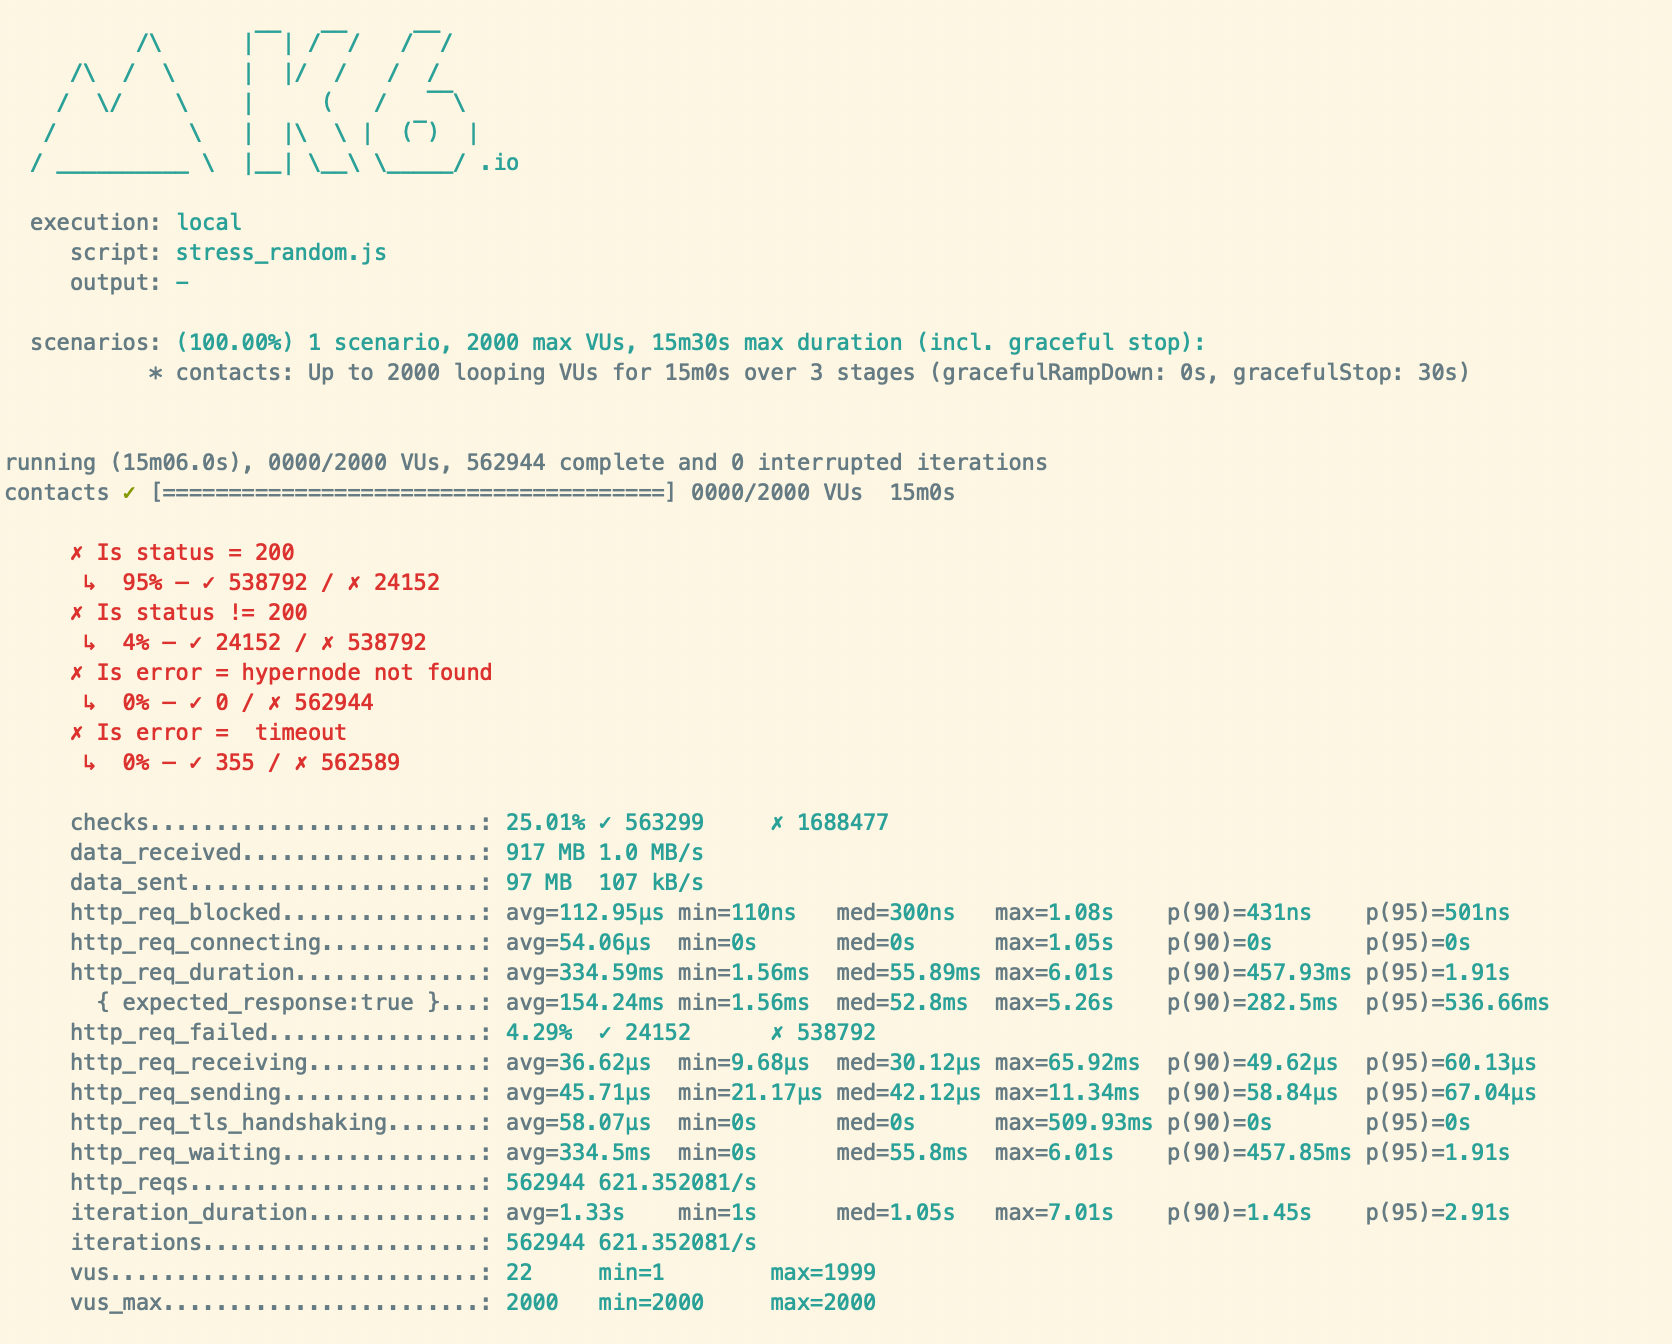 /\      |‾‾| /‾‾/   /‾‾/
     /\  /  \     |  |/  /   /  /
    /  \/    \    |     (   /   ‾‾\
   /          \   |  |\  \ |  (‾)  |
  / __________ \  |__| \__\ \_____/ .io

  execution: local
     script: stress_random.js
     output: -

  scenarios: (100.00%) 1 scenario, 2000 max VUs, 15m30s max duration (incl. graceful stop):
           * contacts: Up to 2000 looping VUs for 15m0s over 3 stages (gracefulRampDown: 0s, gracefulStop: 30s)

running (15m06.0s), 0000/2000 VUs, 562944 complete and 0 interrupted iterations
contacts ✓ [======================================] 0000/2000 VUs  15m0s

     ✗ Is status = 200
      ↳  95% — ✓ 538792 / ✗ 24152
     ✗ Is status != 200
      ↳  4% — ✓ 24152 / ✗ 538792
     ✗ Is error = hypernode not found
      ↳  0% — ✓ 0 / ✗ 562944
     ✗ Is error =  timeout
      ↳  0% — ✓ 355 / ✗ 562589

     checks.........................: 25.01% ✓ 563299     ✗ 1688477
     data_received..................: 917 MB 1.0 MB/s
     data_sent......................: 97 MB  107 kB/s
     http_req_blocked...............: avg=112.95µs min=110ns   med=300ns   max=1.08s    p(90)=431ns    p(95)=501ns
     http_req_connecting............: avg=54.06µs  min=0s      med=0s      max=1.05s    p(90)=0s       p(95)=0s
     http_req_duration..............: avg=334.59ms min=1.56ms  med=55.89ms max=6.01s    p(90)=457.93ms p(95)=1.91s
       { expected_response:true }...: avg=154.24ms min=1.56ms  med=52.8ms  max=5.26s    p(90)=282.5ms  p(95)=536.66ms
     http_req_failed................: 4.29%  ✓ 24152      ✗ 538792
     http_req_receiving.............: avg=36.62µs  min=9.68µs  med=30.12µs max=65.92ms  p(90)=49.62µs  p(95)=60.13µs
     http_req_sending...............: avg=45.71µs  min=21.17µs med=42.12µs max=11.34ms  p(90)=58.84µs  p(95)=67.04µs
     http_req_tls_handshaking.......: avg=58.07µs  min=0s      med=0s      max=509.93ms p(90)=0s       p(95)=0s
     http_req_waiting...............: avg=334.5ms  min=0s      med=55.8ms  max=6.01s    p(90)=457.85ms p(95)=1.91s
     http_reqs......................: 562944 621.352081/s
     iteration_duration.............: avg=1.33s    min=1s      med=1.05s   max=7.01s    p(90)=1.45s    p(95)=2.91s
     iterations.....................: 562944 621.352081/s
     vus............................: 22     min=1        max=1999
     vus_max........................: 2000   min=2000     max=2000